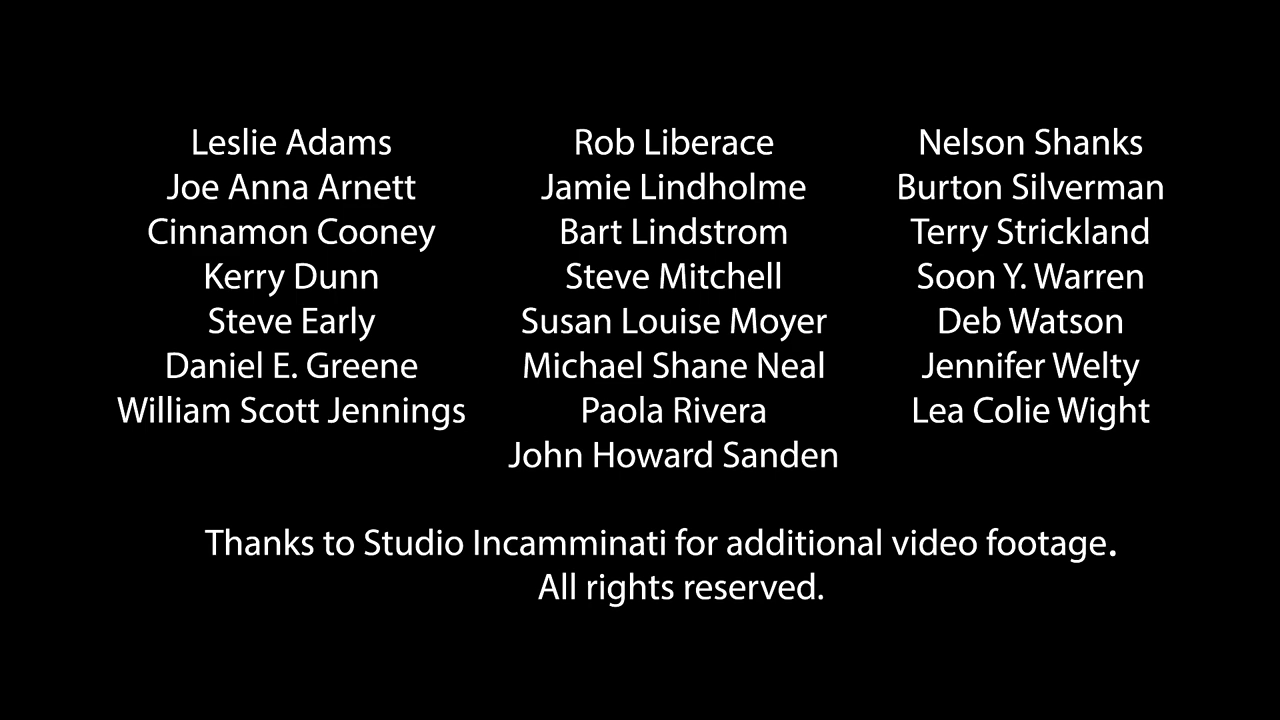 Leslie Adams
Joe Anna Arnett
Cinnamon Cooney
Kerry Dunn
Steve Early
Daniel E. Greene
William Scott Jennings
Rob Liberace
Jamie Lindholme
Bart Lindstrom
Steve Mitchell
Susan Louise Moyer
Michael Shane Neal
Paola Rivera
John Howard Sanden
Nelson Shanks
Burton Silverman
Terry Strickland
Soon Y. Warren
Deb Watson
Jennifer Welty
Lea Colie Wight
Thanks to Studio Incamminati for additional video footage.
All rights reserved.